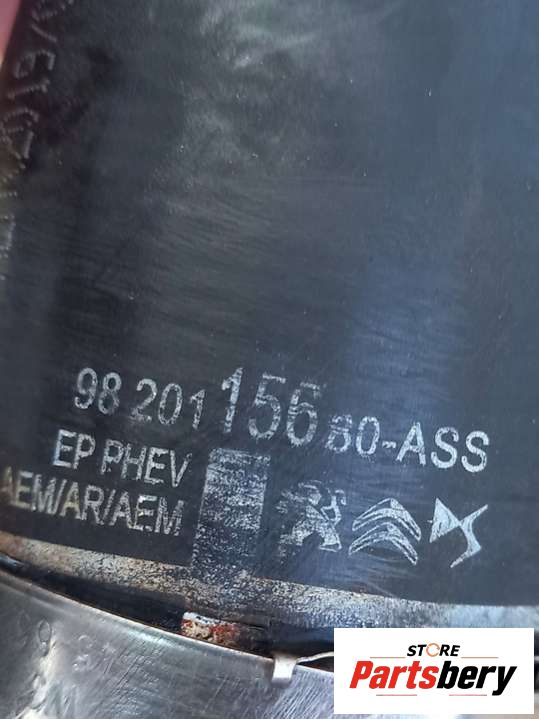 98 201 156 80-ASS
EP PHEV
AEM/AR/AEM
STORE
Partsbery